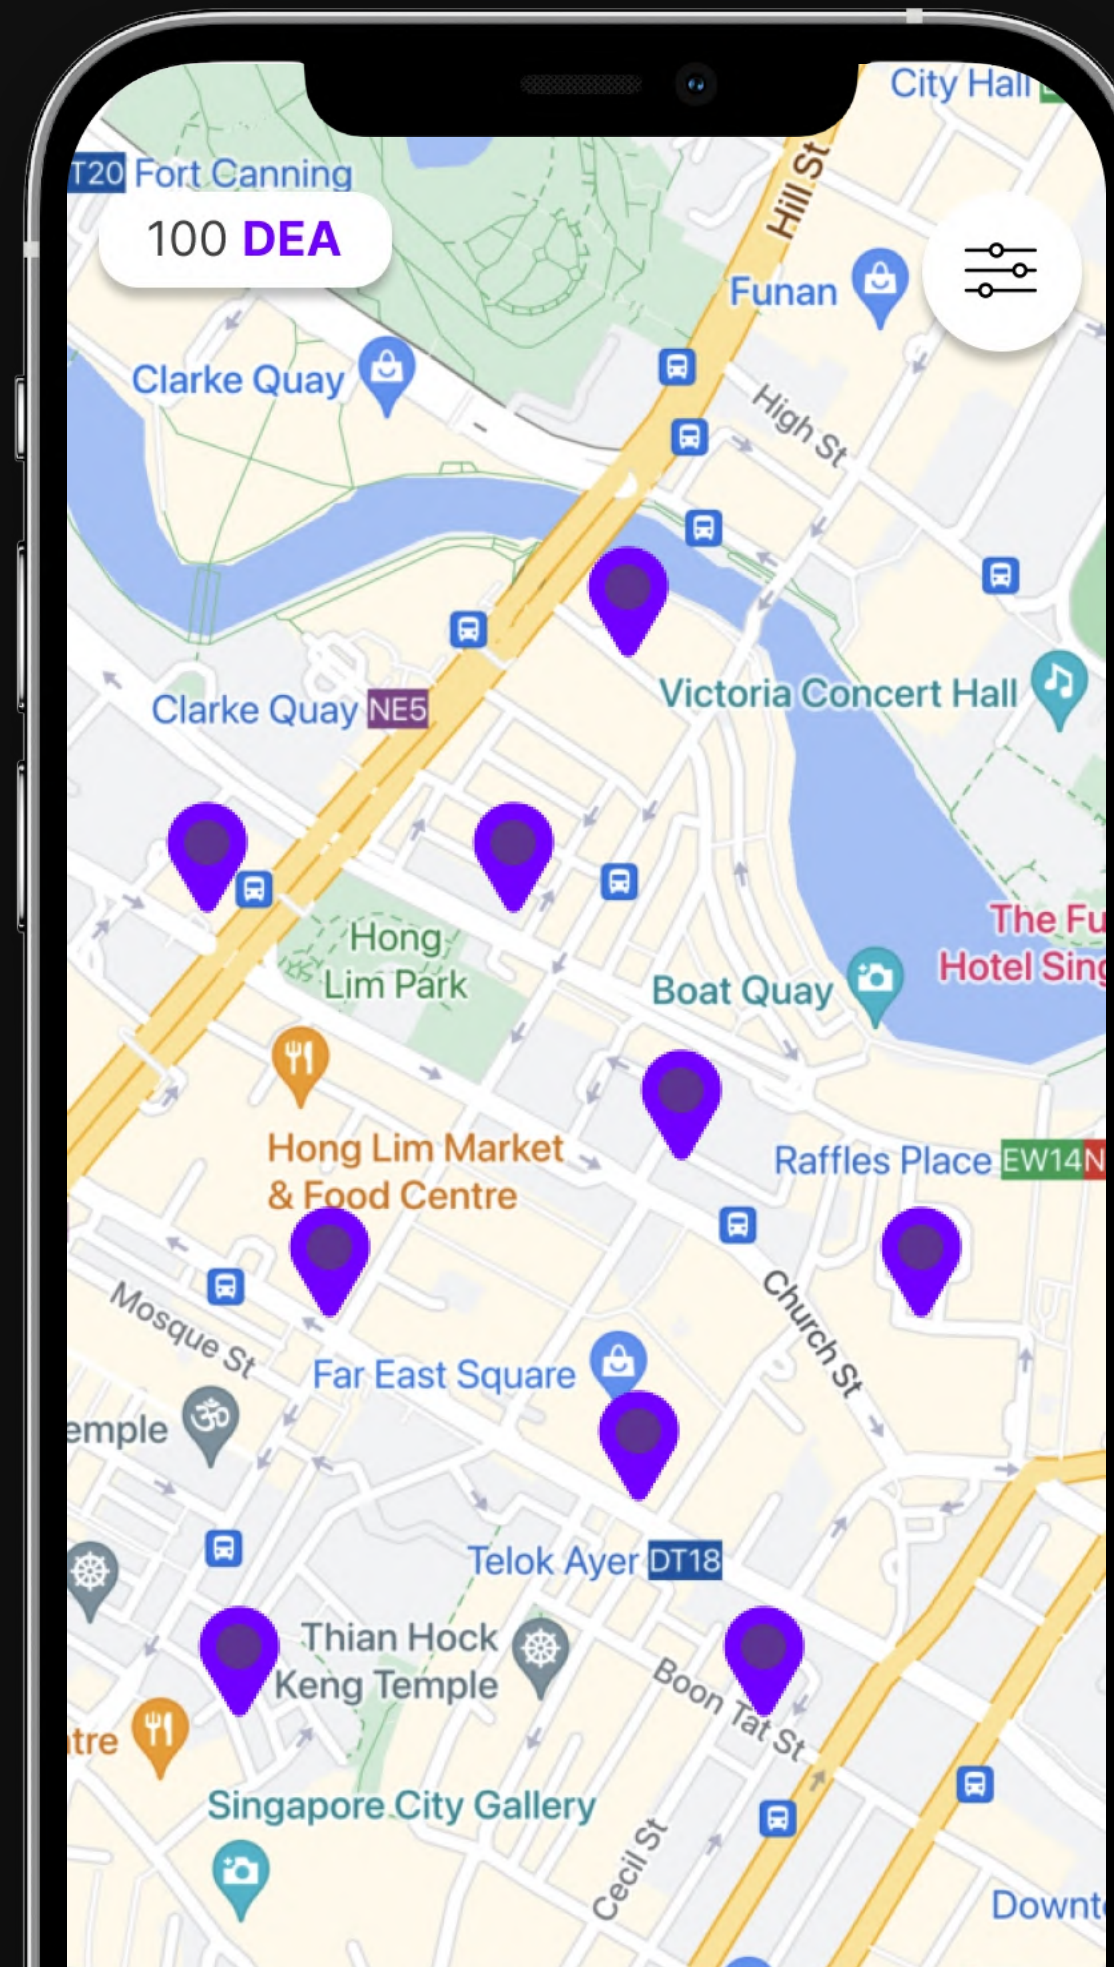 City Hall
T20 Fort Canning
100 DEA
Hill St
Funan
Clarke Quay
High St
Victoria Concert Hall
Clarke Quay NE5
Hong
Lim Park
The Fu
Hotel Sing
Boat Quay
Hong Lim Market
& Food Centre
Raffles Place EW14 N
Mosque St
Church St
Far East Square
emple
Telok Ayer DT18
Thian Hock
Keng Temple
Boon Tat St
tre
Singapore City Gallery
Cecil St
Downt